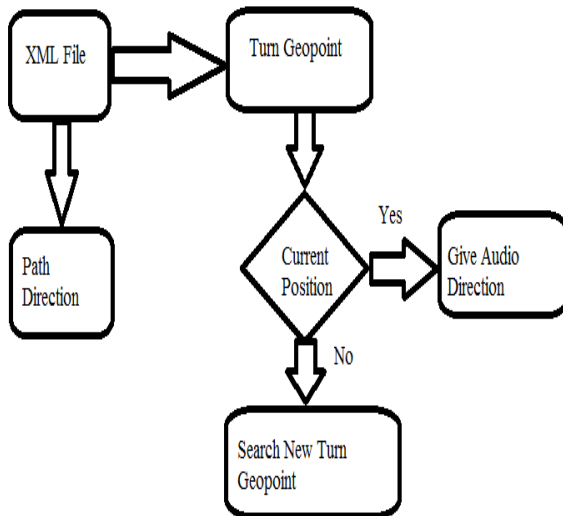 XML File
Turn Geopoint
Path
Direction
Current
Position
Yes
Give Audio
Direction
No
Search New Turn
Geopoint